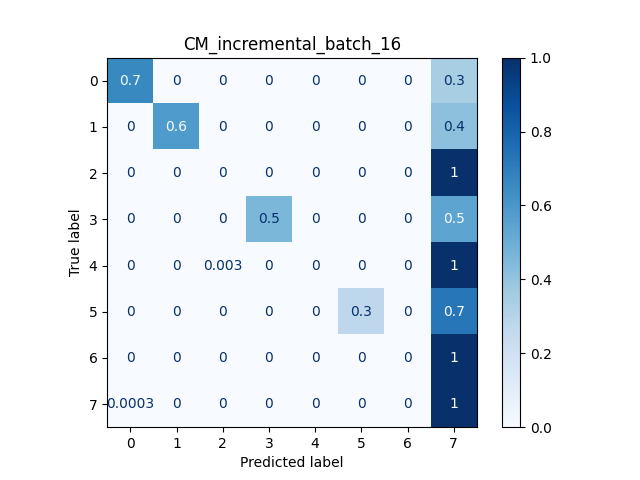 CM_incremental_batch_16
0 0.7 0 0 0 0 0 0 0.3
1 0 0.6 0 0 0 0 0 0.4
2 0 0 0 0 0 0 0 1
3 0 0 0 0.5 0 0 0 0.5
4 0 0 0.003 0 0 0 0 1
5 0 0 0 0 0 0.3 0 0.7
6 0 0 0 0 0 0 0 1
7 0.0003 0 0 0 0 0 0 1
0 1 2 3 4 5 6 7
True label
Predicted label
1.0
0.8
0.6
0.4
0.2
0.0